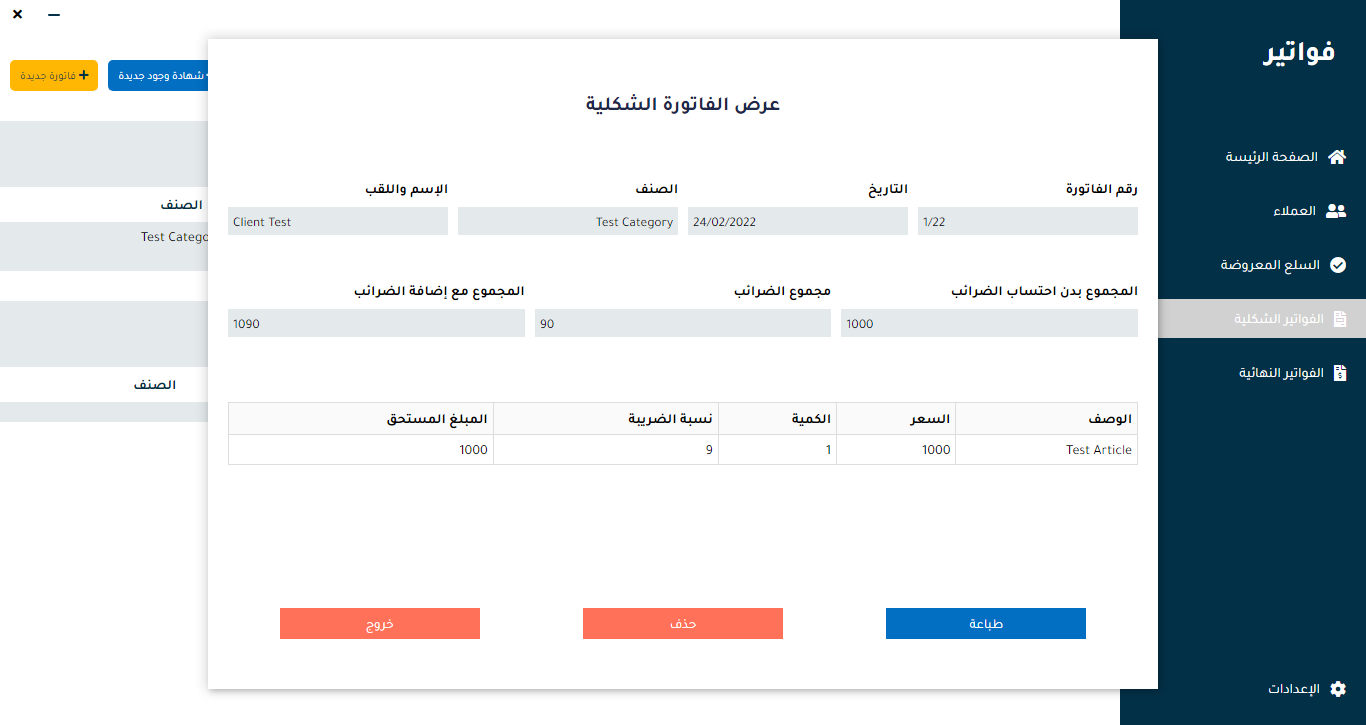 فواتير
الصفحة الرئيسة
العملاء
السلع المعروضة
الفواتير الشكلية
الفواتير النهائية
الإعدادات
شهادة وجود جديدة
فاتورة جديدة
الصنف
Test Catego
الصنف
عرض الفاتورة الشكلية
رقم الفاتورة التاريخ الصنف الإسم واللقب
1/22 24/02/2022 Test Category Client Test
المجموع بدن احتساب الضرائب مجموع الضرائب المجموع مع إضافة الضرائب
1000 90 1090
الوصف السعر الكمية نسبة الضريبة المبلغ المستحق
Test Article 1000 1 9 1000
طباعة حذف خروج